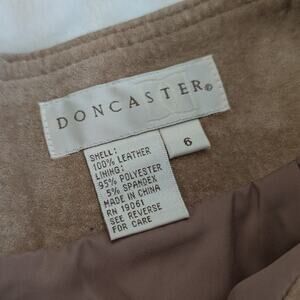 DONCASTER®
6
SHELL:
100% LEATHER
LINING:
95% POLYESTER
5% SPANDEX
MADE IN CHINA
RN 19061
SEE REVERSE
FOR CARE